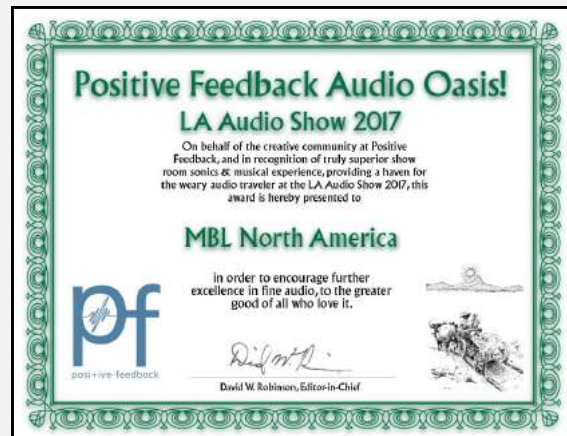 Positive Feedback Audio Oasis!
LA Audio Show 2017
On behalf of the creative community at Positive
Feedback, and in recognition of truly superior show
room sonics & musical experience, providing a haven for
the weary audio traveler at the LA Audio Show 2017, this
award is hereby presented to
MBL North America
in order to encourage further
excellence in fine audio, to the greater
good of all who love it.
pf
posi+ive-feedback
David W. Robinson, Editor-in-Chief